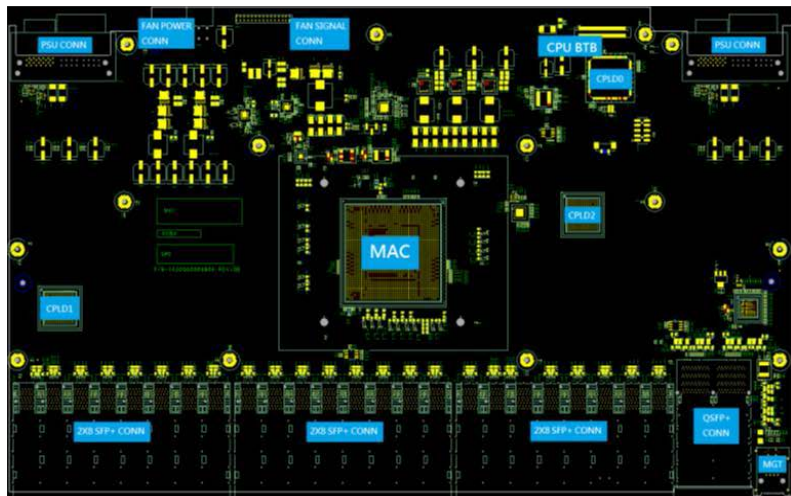 PSU CONN
FAN POWER
CONN
FAN SIGNAL
CONN
CPU BTB
PSU CONN
CPLD0
CPLD2
MAC
CPLD1
2X8 SFP+ CONN
2X8 SFP+ CONN
2X8 SFP+ CONN
QSFP+
CONN
MGT